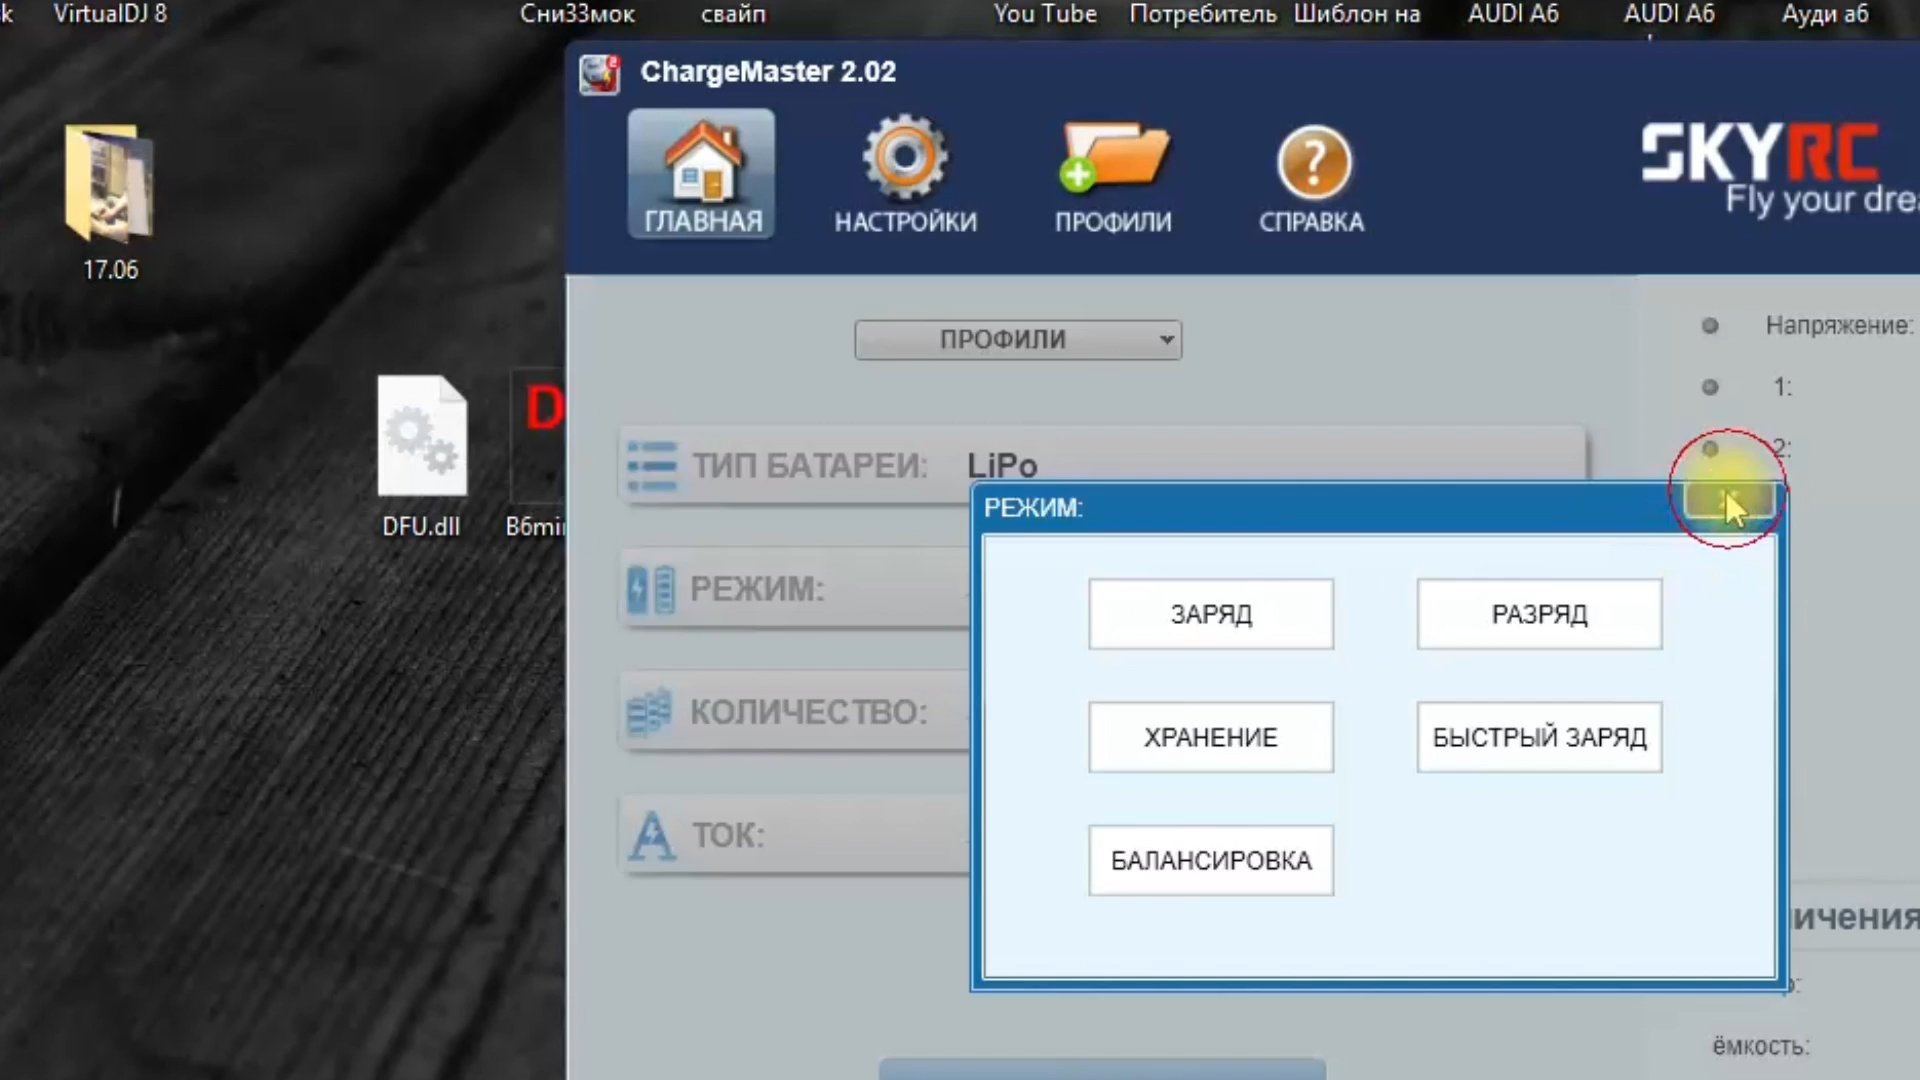 VirtualDJ 8
Сни33мок
свайп
You Tube
Потребитель
Шиблон на
AUDI A6
AUDI A6
Ауди а6
ChargeMaster 2.02
ГЛАВНАЯ
НАСТРОЙКИ
ПРОФИЛИ
СПРАВКА
SKYRC
Fly your
17.06
ПРОФИЛИ
Напряжение:
1:
2:
ТИП БАТАРЕИ: LiPo
DFU.dll
РЕЖИМ:
РЕЖИМ:
ЗАРЯД
РАЗРЯД
КОЛИЧЕСТВО:
ХРАНЕНИЕ
БЫСТРЫЙ ЗАРЯД
ТОК:
БАЛАНСИРОВКА
ёмкость: